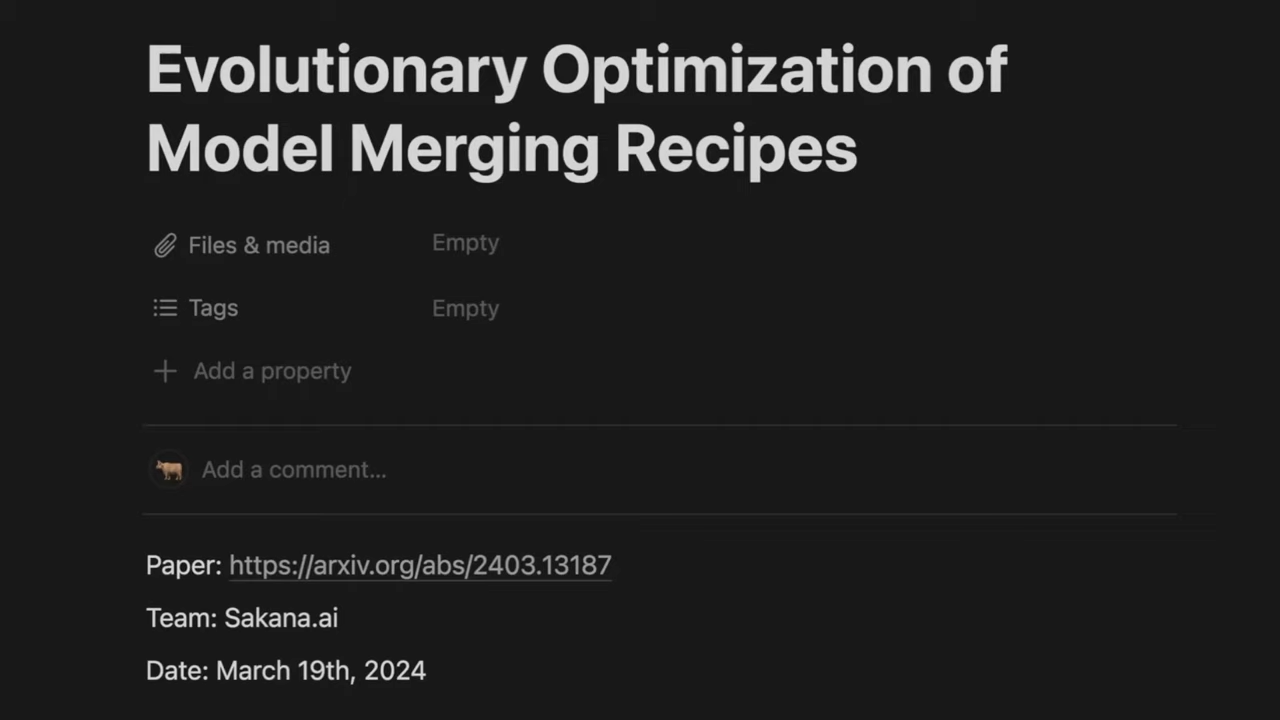 Evolutionary Optimization of
Model Merging Recipes
Files & media Empty
Tags Empty
Add a property
Add a comment...
Paper: https://arxiv.org/abs/2403.13187
Team: Sakana.ai
Date: March 19th, 2024